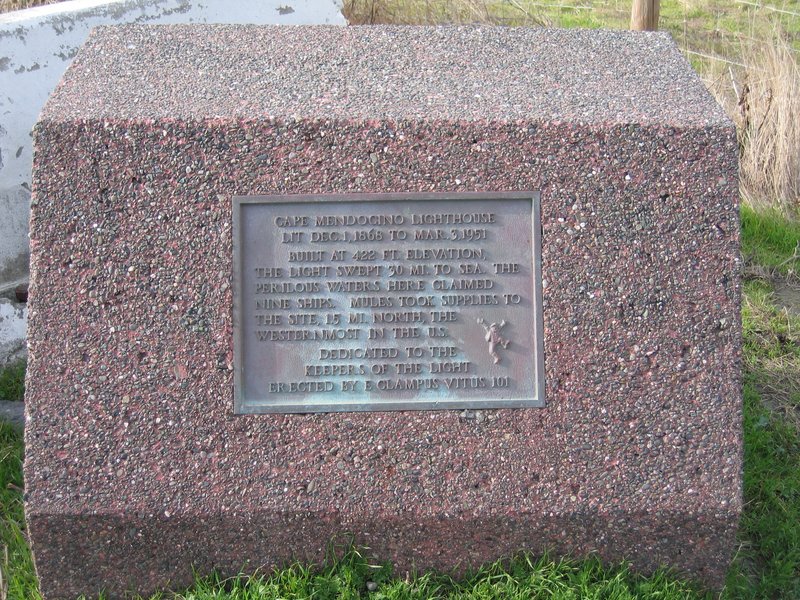 CAPE MENDOCINO LIGHTHOUSE
LIT DEC. 1, 1868 TO MAR. 3, 1951
BUILT AT 422 FT. ELEVATION,
THE LIGHT SWEPT 30 MI. TO SEA. THE
PERILOUS WATERS HERE CLAIMED
NINE SHIPS. MULES TOOK SUPPLIES TO
THE SITE, 1.5 MI. NORTH, THE
WESTERNMOST IN THE U.S.
DEDICATED TO THE
KEEPERS OF THE LIGHT
ERECTED BY E CLAMPUS VITUS 101